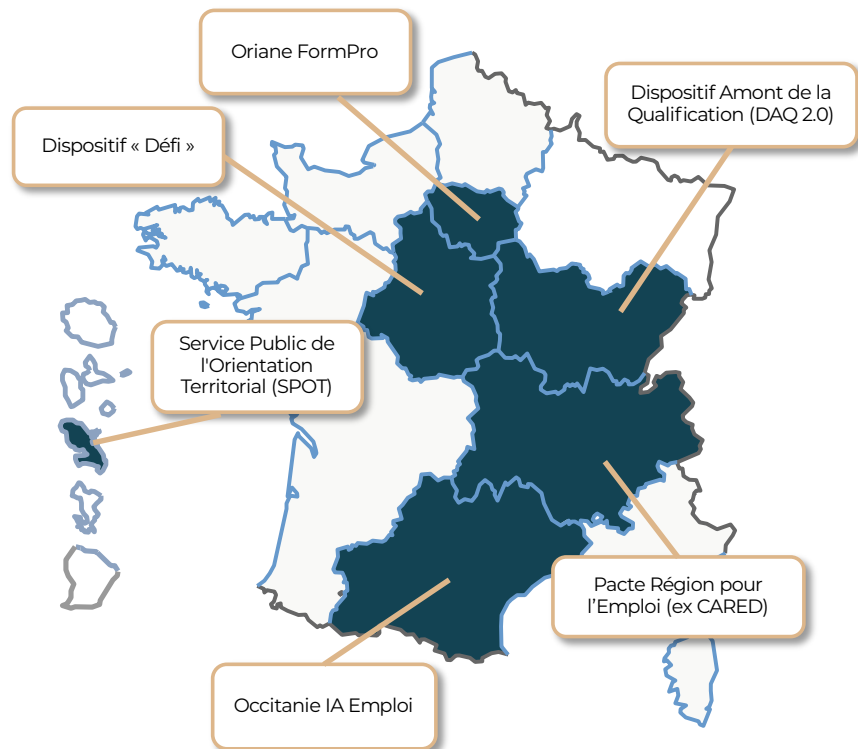 Oriane FormPro
Dispositif Amont de la
Qualification (DAQ 2.0)
Dispositif « Défi »
Service Public de
l'Orientation
Territorial (SPOT)
Pacte Région pour
l’Emploi (ex CARED)
Occitanie IA Emploi